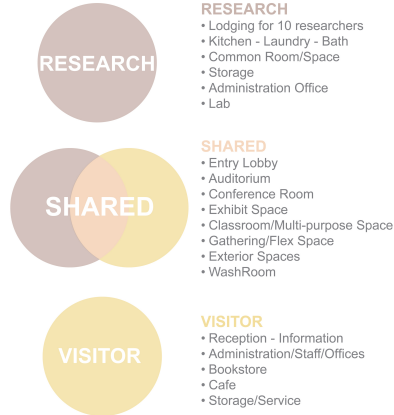 RESEARCH
RESEARCH
• Lodging for 10 researchers
• Kitchen - Laundry - Bath
• Common Room/Space
• Storage
• Administration Office
• Lab
SHARED
SHARED
• Entry Lobby
• Auditorium
• Conference Room
• Exhibit Space
• Classroom/Multi-purpose Space
• Gathering/Flex Space
• Exterior Spaces
• WashRoom
VISITOR
VISITOR
• Reception - Information
• Administration/Staff/Offices
• Bookstore
• Cafe
• Storage/Service